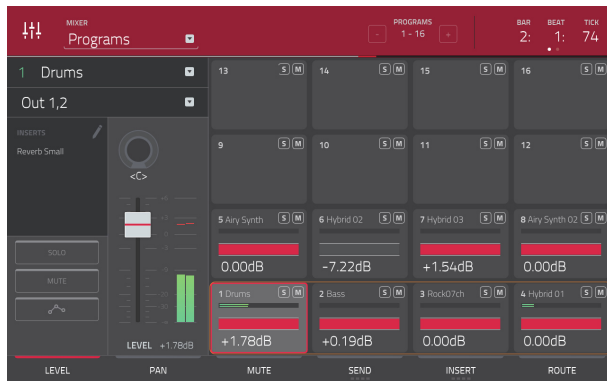 MIXER
Programs
PROGRAMS
- 1 - 16 +
BAR BEAT TICK
2: 1: 74
1 Drums
Out 1,2
INSERTS
Reverb Small
<C>
SOLO
MUTE
LEVEL +1.78dB
13 S M 14 S M 15 S M 16 S M
9 S M 10 S M 11 S M 12 S M
5 Airy Synth S M 6 Hybrid 02 S M 7 Hybrid 03 S M 8 Airy Synth 02 S M
0.00dB -7.22dB +1.54dB 0.00dB
1 Drums S M 2 Bass S M 3 Rock07ch S M 4 Hybrid 01 S M
+1.78dB +0.19dB 0.00dB 0.00dB
LEVEL PAN MUTE SEND INSERT ROUTE